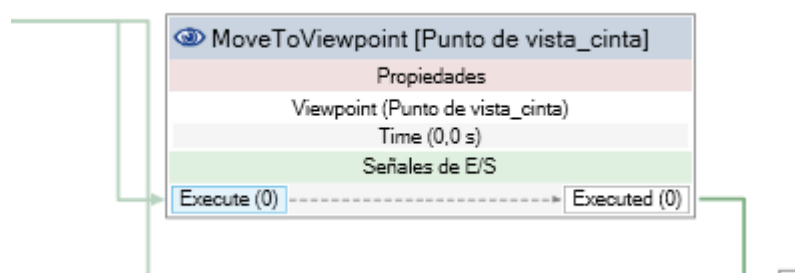 MoveToViewpoint [Punto de vista_cinta]
Propiedades
Viewpoint (Punto de vista_cinta)
Time (0,0 s)
Señales de E/S
Execute (0) Executed (0)